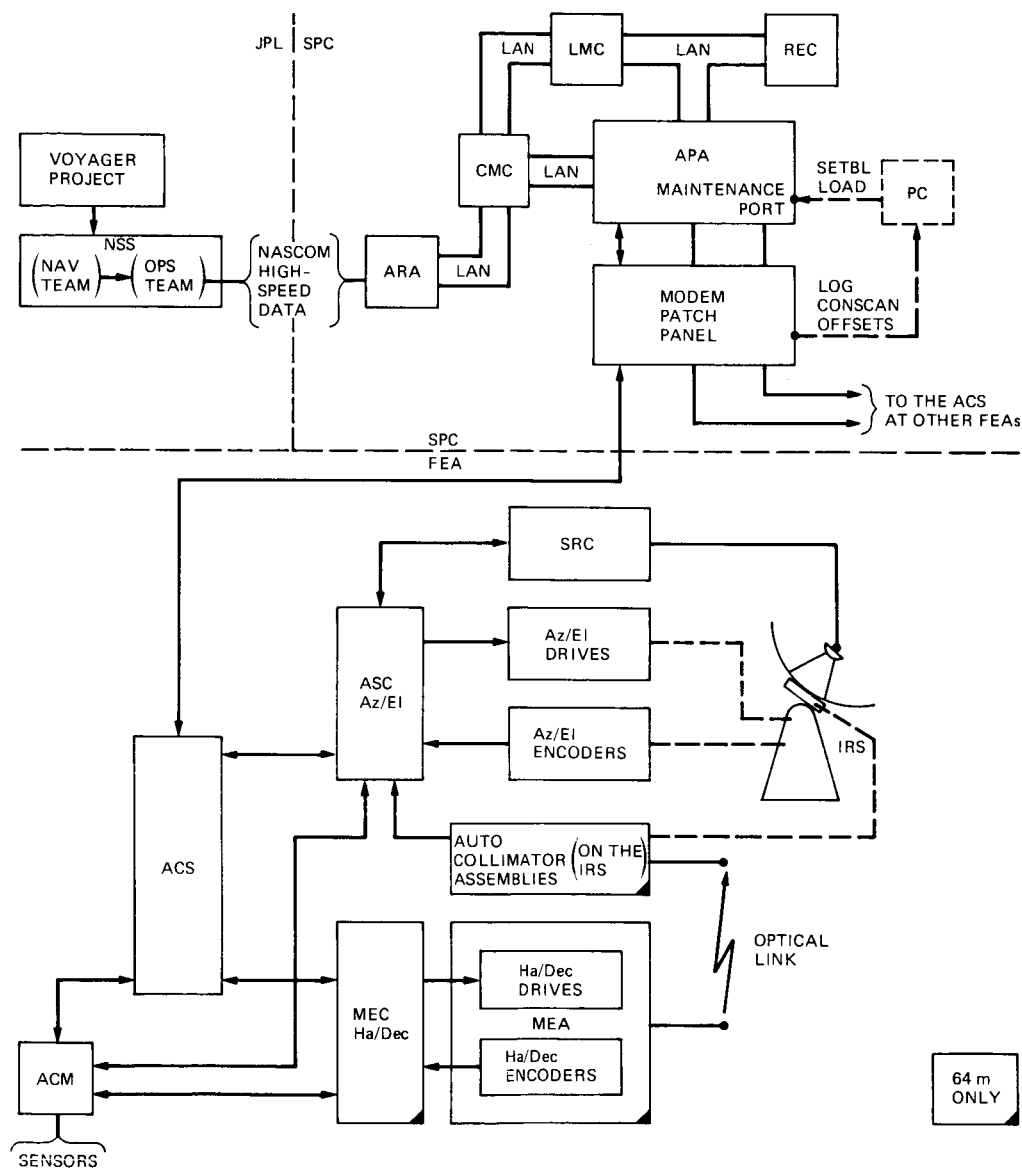 JPL
SPC
LAN
LMC
LAN
REC
VOYAGER
PROJECT
CMC
LAN
APA
MAINTENANCE
PORT
SETBL
LOAD
PC
NSS
NAV
TEAM
OPS
TEAM
NASCOM
HIGH-
SPEED
DATA
ARA
LAN
MODEM
PATCH
PANEL
LOG
CONSCAN
OFFSETS
TO THE ACS
AT OTHER FEAs
SPC
FEA
SRC
ASC
Az/El
Az/El
DRIVES
Az/El
ENCODERS
IRS
ACS
AUTO
COLLIMATOR
ASSEMBLIES
(ON THE
IRS)
OPTICAL
LINK
MEC
Ha/Dec
Ha/Dec
DRIVES
MEA
Ha/Dec
ENCODERS
ACM
SENSORS
64 m
ONLY